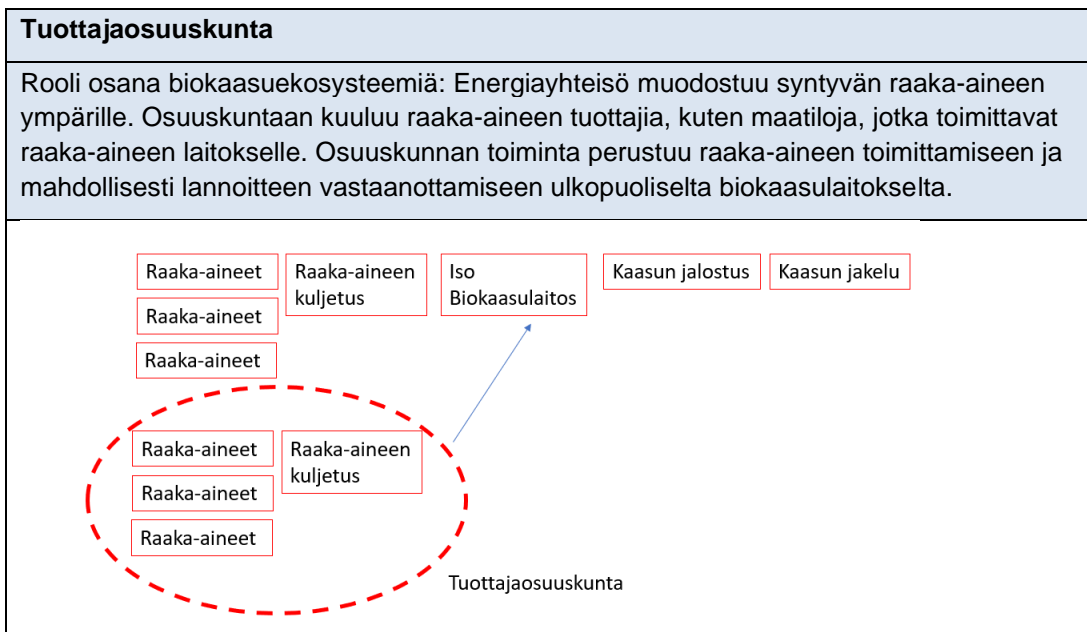 Tuottajaosuuskunta
Rooli osana biokaasuekosysteemiä: Energiayhteisö muodostuu syntyvän raaka-aineen
ympärille. Osuuskuntaan kuuluu raaka-aineen tuottajia, kuten maatiloja, jotka toimittavat
raaka-aineen laitokselle. Osuuskunnan toiminta perustuu raaka-aineen toimittamiseen ja
mahdollisesti lannoitteen vastaanottamiseen ulkopuoliselta biokaasulaitokselta.
Raaka-aineet
Raaka-aineen
kuljetus
Iso
Biokaasulaitos
Kaasun jalostus
Kaasun jakelu
Raaka-aineet
Raaka-aineet
Raaka-aineet
Raaka-aineen
kuljetus
Raaka-aineet
Raaka-aineet
Tuottajaosuuskunta